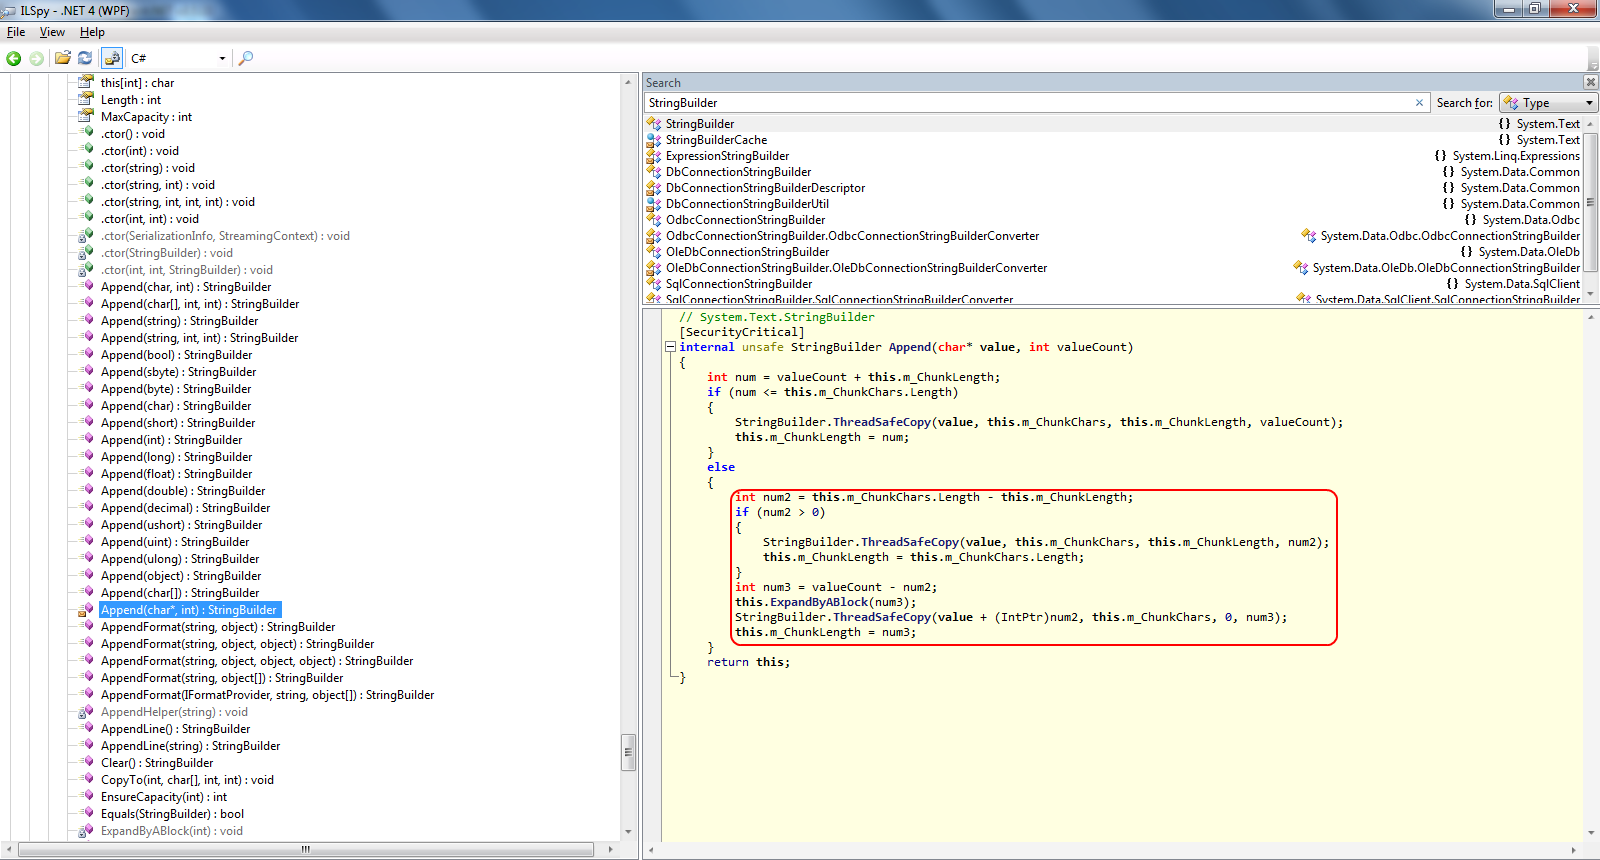 ILSpy - .NET 4 (WPF)
File View Help
C#
this[int] : char
Length : int
MaxCapacity : int
.ctor() : void
.ctor(int) : void
.ctor(string) : void
.ctor(string, int) : void
.ctor(string, int, int, int) : void
.ctor(int, int) : void
.ctor(SerializationInfo, StreamingContext) : void
.ctor(StringBuilder) : void
.ctor(int, int, StringBuilder) : void
Append(char, int) : StringBuilder
Append(char[], int, int) : StringBuilder
Append(string) : StringBuilder
Append(string, int, int) : StringBuilder
Append(bool) : StringBuilder
Append(sbyte) : StringBuilder
Append(byte) : StringBuilder
Append(char) : StringBuilder
Append(short) : StringBuilder
Append(int) : StringBuilder
Append(long) : StringBuilder
Append(float) : StringBuilder
Append(double) : StringBuilder
Append(decimal) : StringBuilder
Append(ushort) : StringBuilder
Append(uint) : StringBuilder
Append(ulong) : StringBuilder
Append(object) : StringBuilder
Append(char[]) : StringBuilder
Append(char*, int) : StringBuilder
AppendFormat(string, object) : StringBuilder
AppendFormat(string, object, object) : StringBuilder
AppendFormat(string, object, object, object) : StringBuilder
AppendFormat(string, object[]) : StringBuilder
AppendFormat(IFormatProvider, string, object[]) : StringBuilder
AppendHelper(string) : void
AppendLine() : StringBuilder
AppendLine(string) : StringBuilder
Clear() : StringBuilder
CopyTo(int, char[], int, int) : void
EnsureCapacity(int) : int
Equals(StringBuilder) : bool
ExpandByABlock(int) : void
Search
StringBuilder Search for: Type
StringBuilder {} System.Text
StringBuilderCache {} System.Text
ExpressionStringBuilder {} System.Linq.Expressions
DbConnectionStringBuilder {} System.Data.Common
DbConnectionStringBuilderDescriptor {} System.Data.Common
DbConnectionStringBuilderUtil {} System.Data.Common
OdbcConnectionStringBuilder {} System.Data.Odbc
OdbcConnectionStringBuilder.OdbcConnectionStringBuilderConverter System.Data.Odbc.OdbcConnectionStringBuilder
OleDbConnectionStringBuilder {} System.Data.OleDb
OleDbConnectionStringBuilder.OleDbConnectionStringBuilderConverter System.Data.OleDb.OleDbConnectionStringBuilder
SqlConnectionStringBuilder {} System.Data.SqlClient
SqlConnectionStringBuilder.SqlConnectionStringBuilderConverter System.Data.SqlClient.SqlConnectionStringBuilder
// System.Text.StringBuilder
[SecurityCritical]
internal unsafe StringBuilder Append(char* value, int valueCount)
{
int num = valueCount + this.m_ChunkLength;
if (num <= this.m_ChunkChars.Length)
{
StringBuilder.ThreadSafeCopy(value, this.m_ChunkChars, this.m_ChunkLength, valueCount);
this.m_ChunkLength = num;
}
else
{
int num2 = this.m_ChunkChars.Length - this.m_ChunkLength;
if (num2 > 0)
{
StringBuilder.ThreadSafeCopy(value, this.m_ChunkChars, this.m_ChunkLength, num2);
this.m_ChunkLength = this.m_ChunkChars.Length;
}
int num3 = valueCount - num2;
this.ExpandByABlock(num3);
StringBuilder.ThreadSafeCopy(value + (IntPtr)num2, this.m_ChunkChars, 0, num3);
this.m_ChunkLength = num3;
}
return this;
}